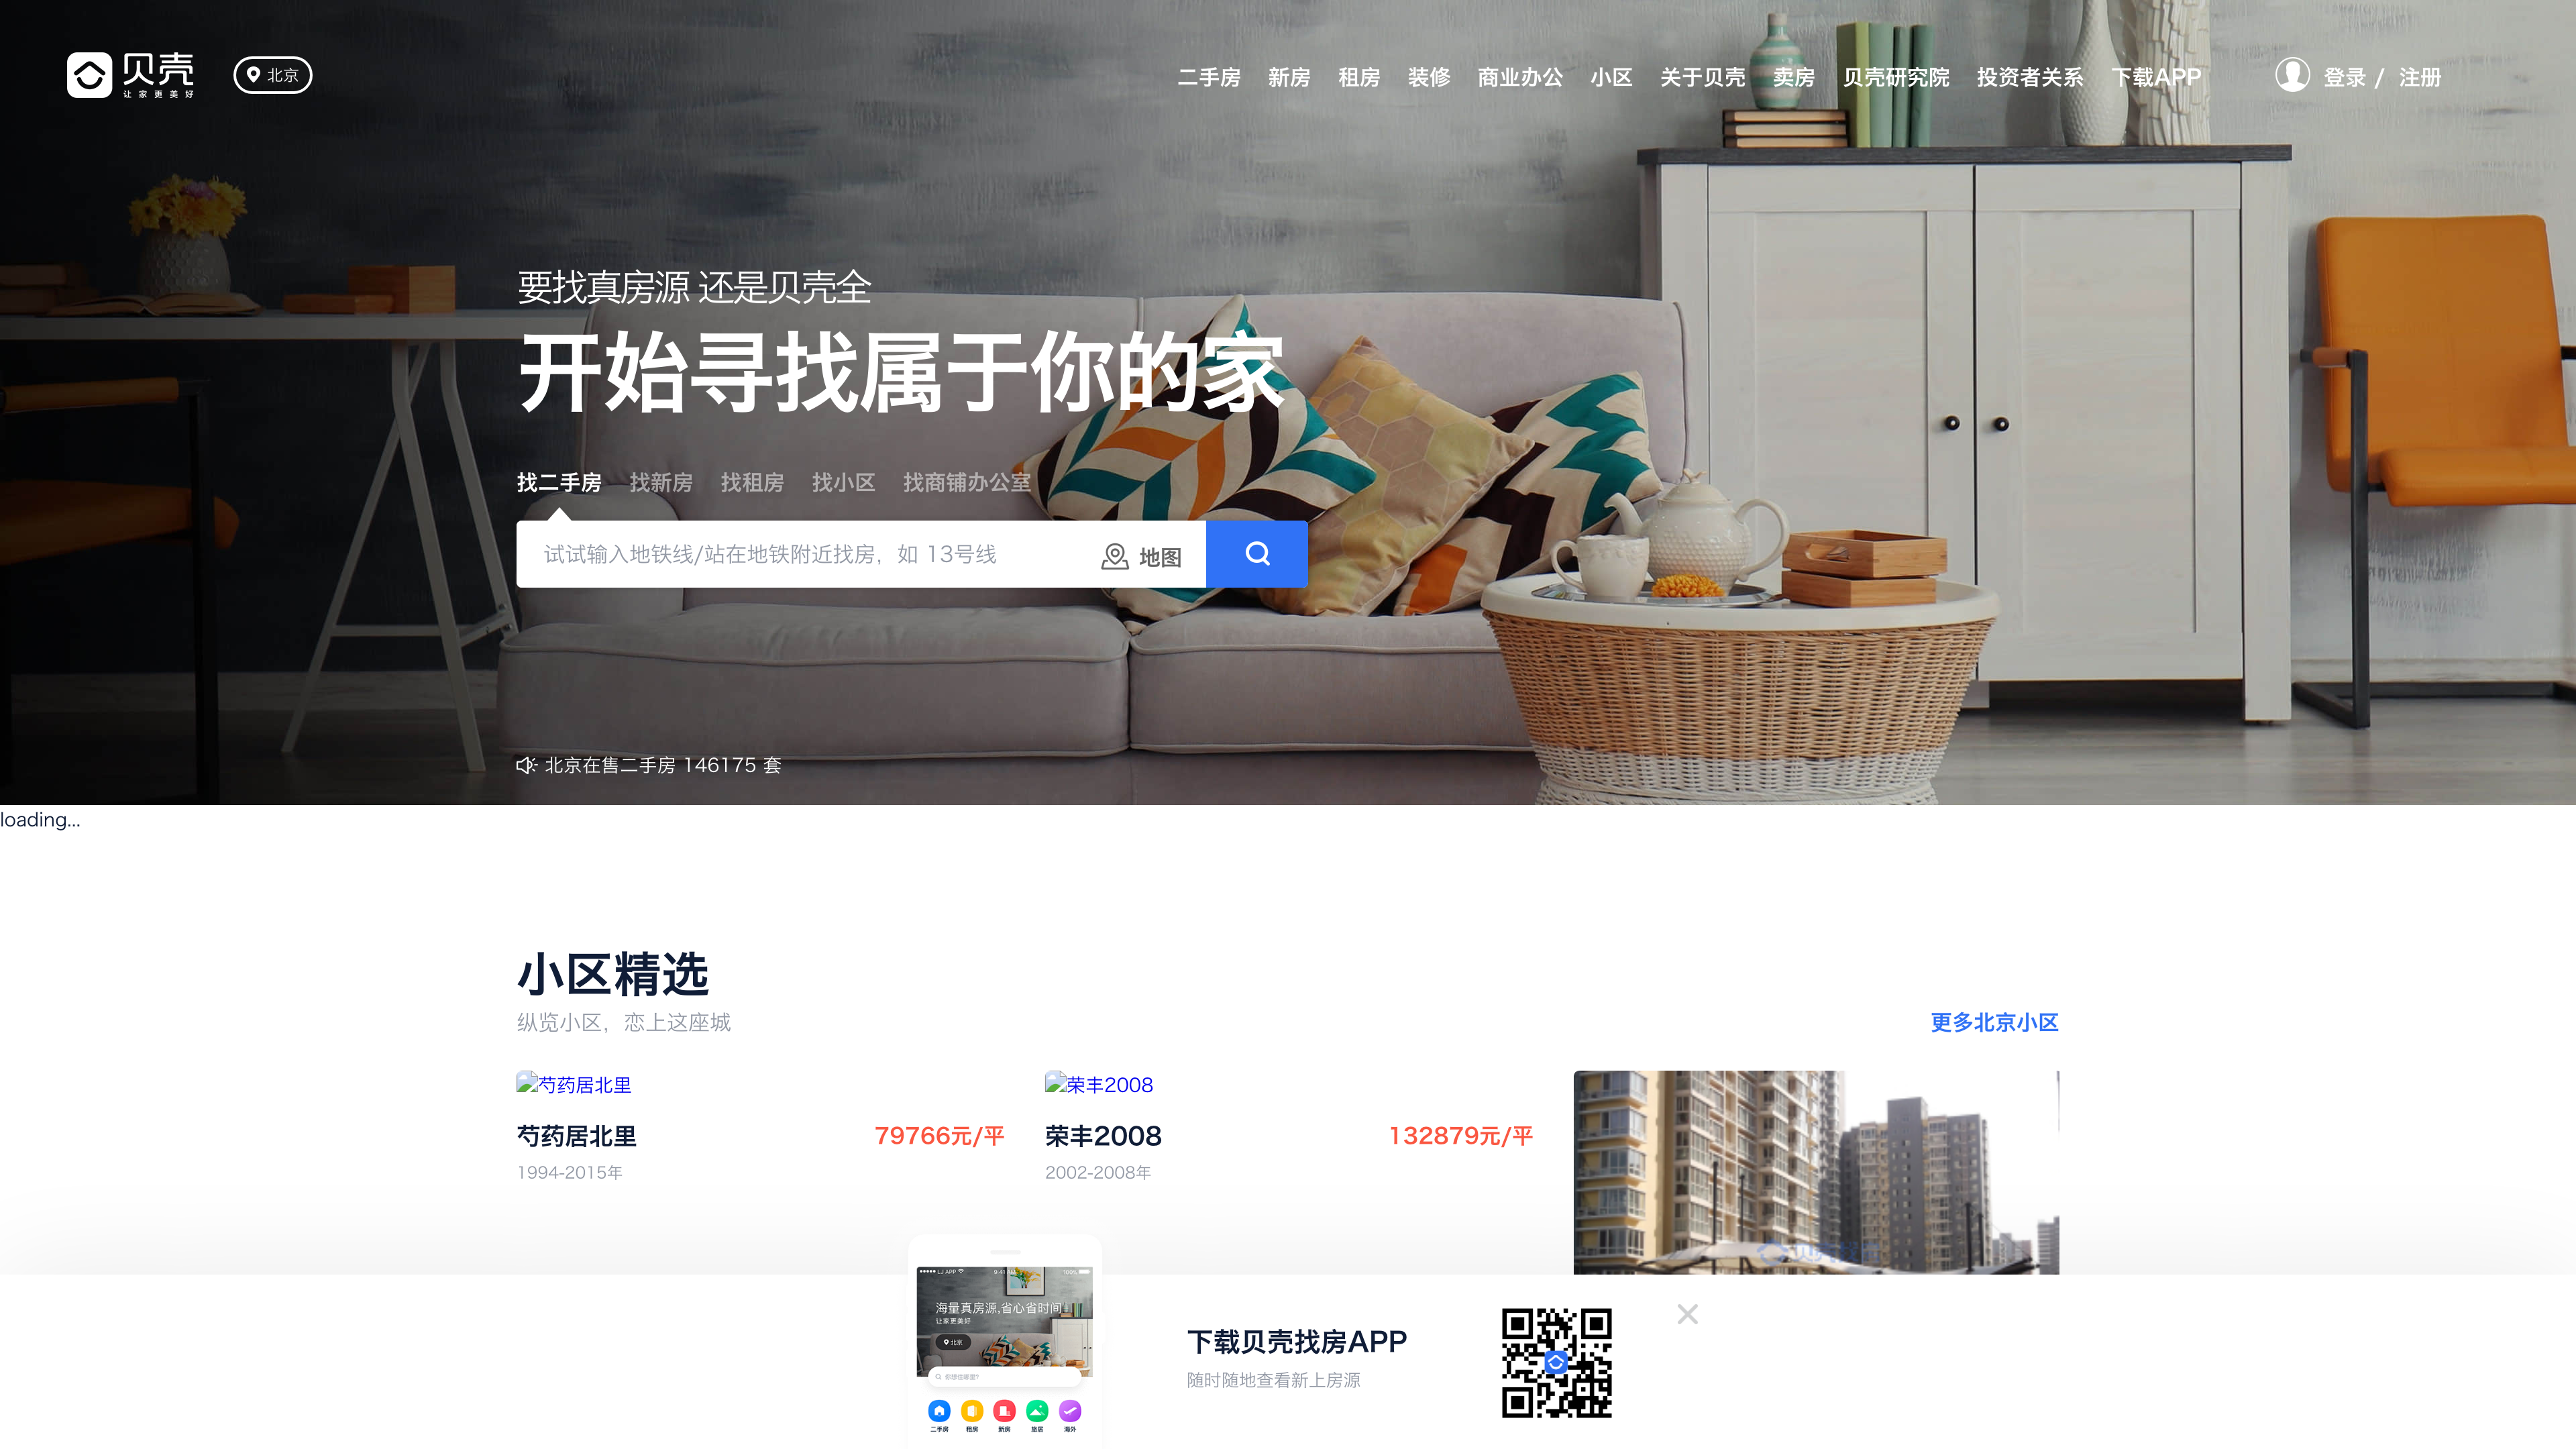 贝壳
让家更美好
北京
二手房 新房 租房 装修 商业办公 小区 关于贝壳 卖房 贝壳研究院 投资者关系 下载APP
登录 / 注册
要找真房源 还是贝壳全
开始寻找属于你的家
找二手房 找新房 找租房 找小区 找商铺办公室
试试输入地铁线/站在地铁附近找房，如 13号线
地图
北京在售二手房 146175 套
loading...
小区精选
纵览小区，恋上这座城
更多北京小区
芍药居北里
荣丰2008
芍药居北里 79766元/平
荣丰2008 132879元/平
1994-2015年
2002-2008年
LJ APP 9:41 AM 100%
海量真房源,省心省时间
让家更美好
北京
你想住哪里?
二手房 租房 新房 旅居 海外
下载贝壳找房APP
随时随地查看新上房源